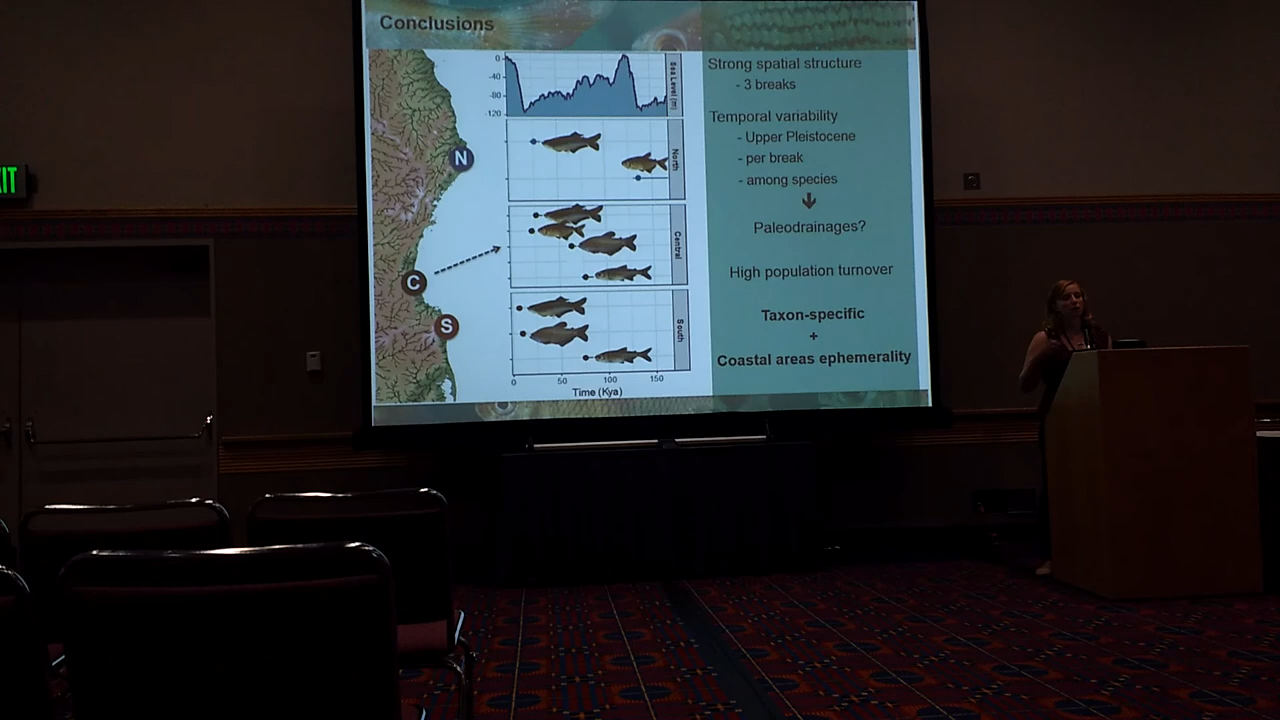 Conclusions
0
-40
-80
-120
Sea Level (m)
N
North
C
Central
S
South
0
50
100
150
Time (Kya)
Strong spatial structure
- 3 breaks
Temporal variability
- Upper Pleistocene
- per break
- among species
Paleodrainages?
High population turnover
Taxon-specific
+
Coastal areas ephemerality